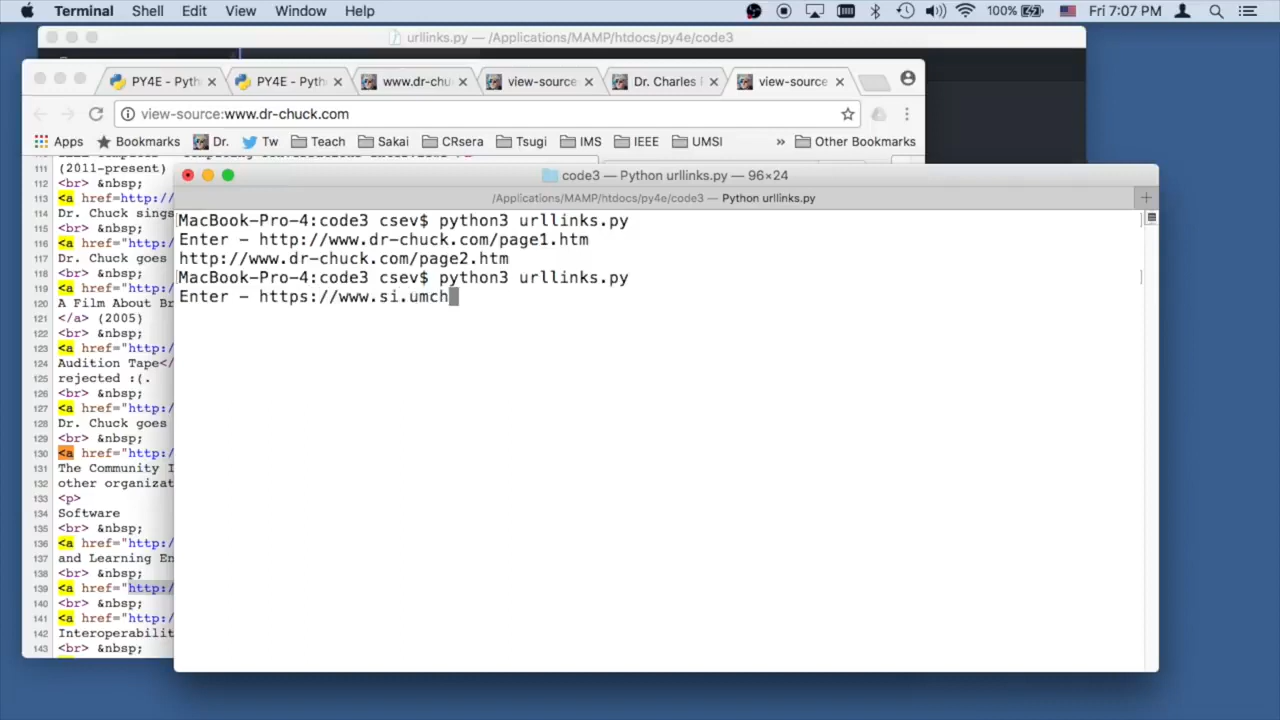 Terminal Shell Edit View Window Help 100% Fri 7:07 PM
urllinks.py — /Applications/MAMP/htdocs/py4e/code3
PY4E - Pyth PY4E - Pyth www.dr-chu view-source Dr. Charles view-source
view-source:www.dr-chuck.com
Apps Bookmarks Dr. Tw Teach Sakai CRsera Tsugi IMS IEEE UMSI » Other Bookmarks
111 (2011-present)
112 <br> &nbsp;
113 <a href=http://
114 Dr. Chuck sings
115 <br> &nbsp;
116 <a href="http:/
117 Dr. Chuck goes
118 <br> &nbsp;
119 <a href="http:/
120 A Film About Br
121 </a> (2005)
122 <br> &nbsp;
123 <a href="http:/
124 Audition Tape</
125 rejected :(.
126 <br> &nbsp;
127 <a href="http:/
128 Dr. Chuck goes
129 <br> &nbsp;
130 <a href="http:/
131 The Community I
132 other organizat
133 <p>
134 Software
135 <br> &nbsp;
136 <a href="http:/
137 and Learning En
138 <br> &nbsp;
139 <a href="http:/
140 <br> &nbsp;
141 <a href="http:/
142 Interoperabilit
143 <br> &nbsp;
code3 — Python urllinks.py — 96×24
/Applications/MAMP/htdocs/py4e/code3 — Python urllinks.py
MacBook-Pro-4:code3 csev$ python3 urllinks.py
Enter - http://www.dr-chuck.com/page1.htm
http://www.dr-chuck.com/page2.htm
MacBook-Pro-4:code3 csev$ python3 urllinks.py
Enter - https://www.si.umch